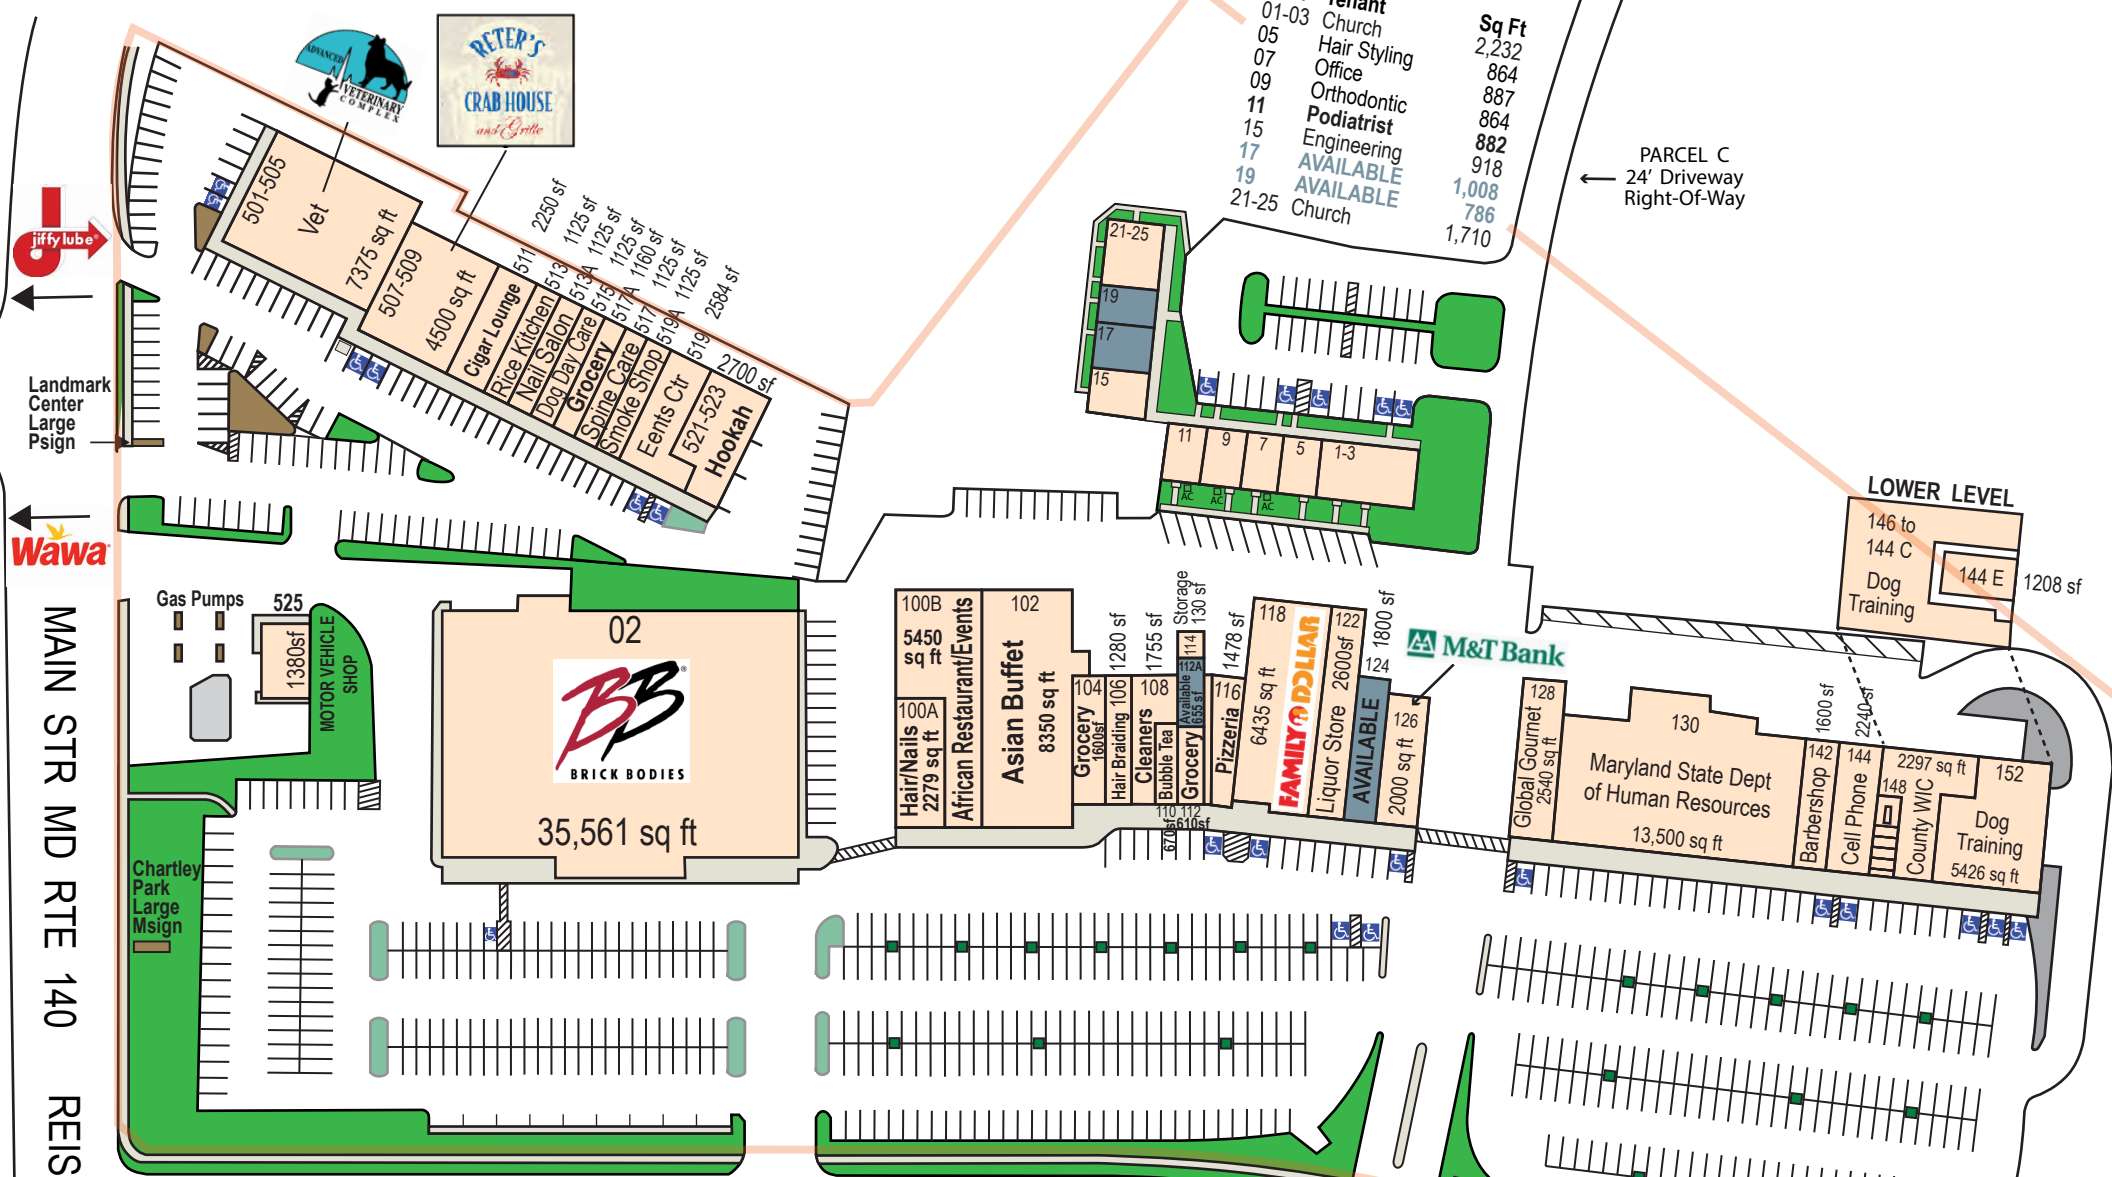 ADVANCED
VETERINARY
COMPLEX
RETER'S
CRAB HOUSE
and Grille
jiffy lube
Landmark
Center
Large
Psign
Wawa
MAIN STR MD RTE 140 REIS
Tenant
Sq Ft
01-03 Church 2,232
05 Hair Styling 864
07 Office 887
09 Orthodontic 864
11 Podiatrist 882
15 Engineering 918
17 AVAILABLE 1,008
19 AVAILABLE 786
21-25 Church 1,710
PARCEL C
24' Driveway
Right-Of-Way
501-505
Vet
7375 sq ft
507-509
4500 sq ft
511
2250 sf
Cigar Lounge
513
1125 sf
Rice Kitchen
513A
1125 sf
Nail Salon
515
1125 sf
Dog Day Care
517A
1160 sf
Grocery
517
1125 sf
Spine Care
519A
1125 sf
Smoke Shop
519
2584 sf
Eents Ctr
2700 sf
521-523
Hookah
21-25
19
17
15
11
9
7
5
1-3
AC
AC
AC
LOWER LEVEL
146 to
144 C
Dog
Training
144 E
1208 sf
Gas Pumps
525
1380sf
MOTOR VEHICLE
SHOP
Chartley
Park
Large
Msign
02
BB
BRICK BODIES
35,561 sq ft
100B
5450
sq ft
African Restaurant/Events
100A
Hair/Nails
2279 sq ft
102
Asian Buffet
8350 sq ft
104
Grocery
1600sf
1280 sf
Hair Braiding 106
1755 sf
108
Cleaners
Bubble Tea
110 112
670sf
610sf
Storage
130 sf
114
112A
Available
655 sf
Grocery
1478 sf
116
Pizzeria
118
6435 sq ft
FAMILY DOLLAR
122
Liquor Store 2600sf
1800 sf
124
AVAILABLE
M&T Bank
126
2000 sq ft
128
Global Gourmet
2540 sq ft
130
Maryland State Dept
of Human Resources
13,500 sq ft
1600 sf
142
Barbershop
2240 sf
144
Cell Phone
148
2297 sq ft
County WIC
152
Dog
Training
5426 sq ft